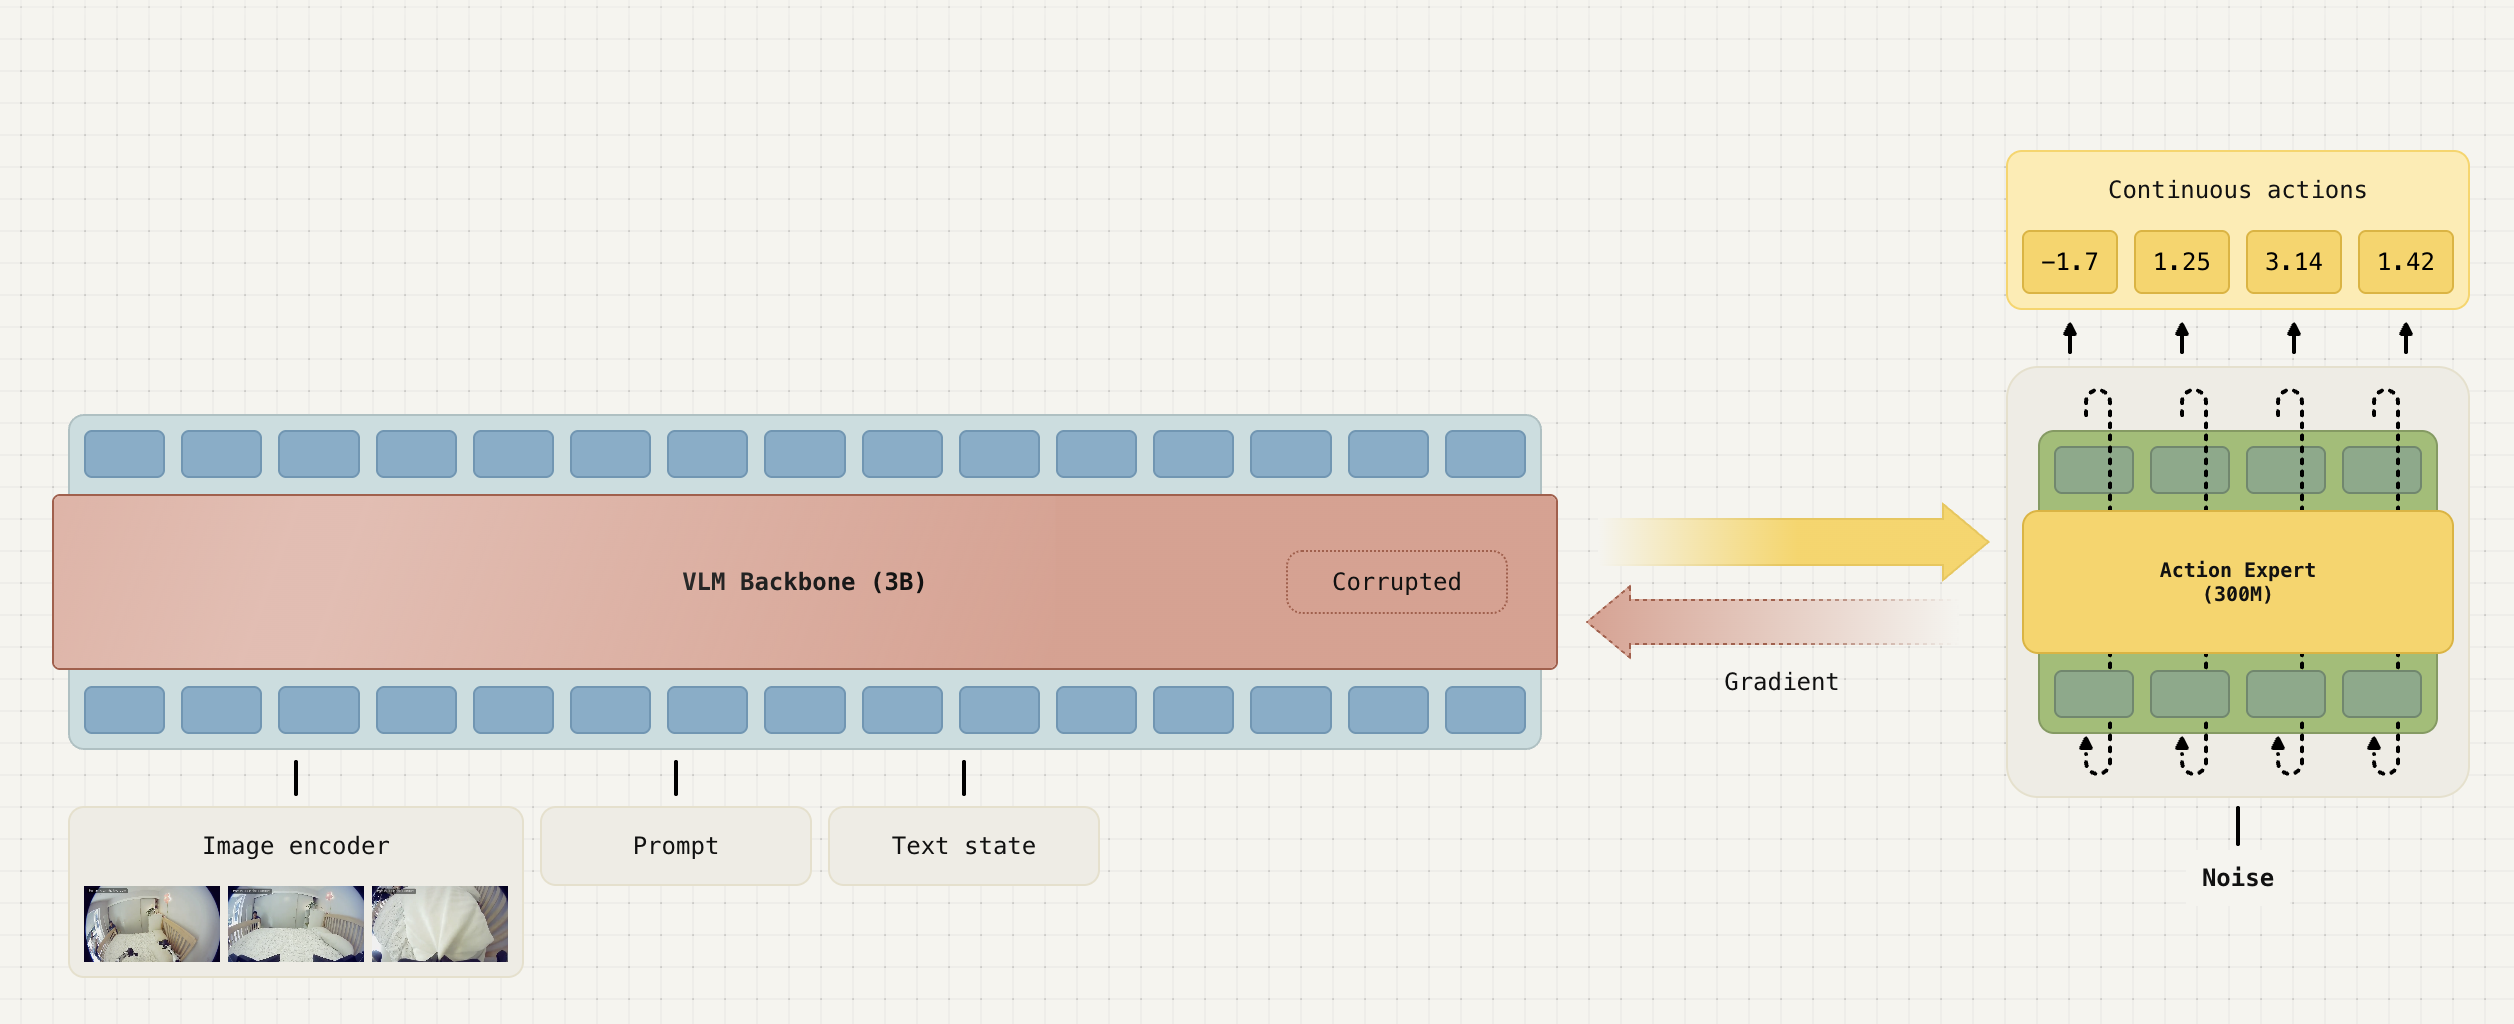 Continuous actions
−1.7 1.25 3.14 1.42
VLM Backbone (3B)
Corrupted
Gradient
Action Expert
(300M)
Image encoder
Prompt
Text state
Noise